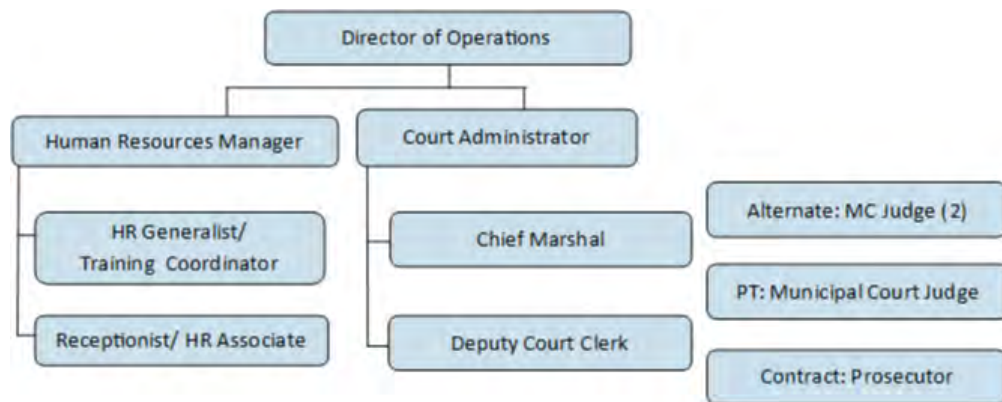 Director of Operations
Human Resources Manager
Court Administrator
HR Generalist/
Training Coordinator
Receptionist/ HR Associate
Chief Marshal
Deputy Court Clerk
Alternate: MC Judge (2)
PT: Municipal Court Judge
Contract: Prosecutor